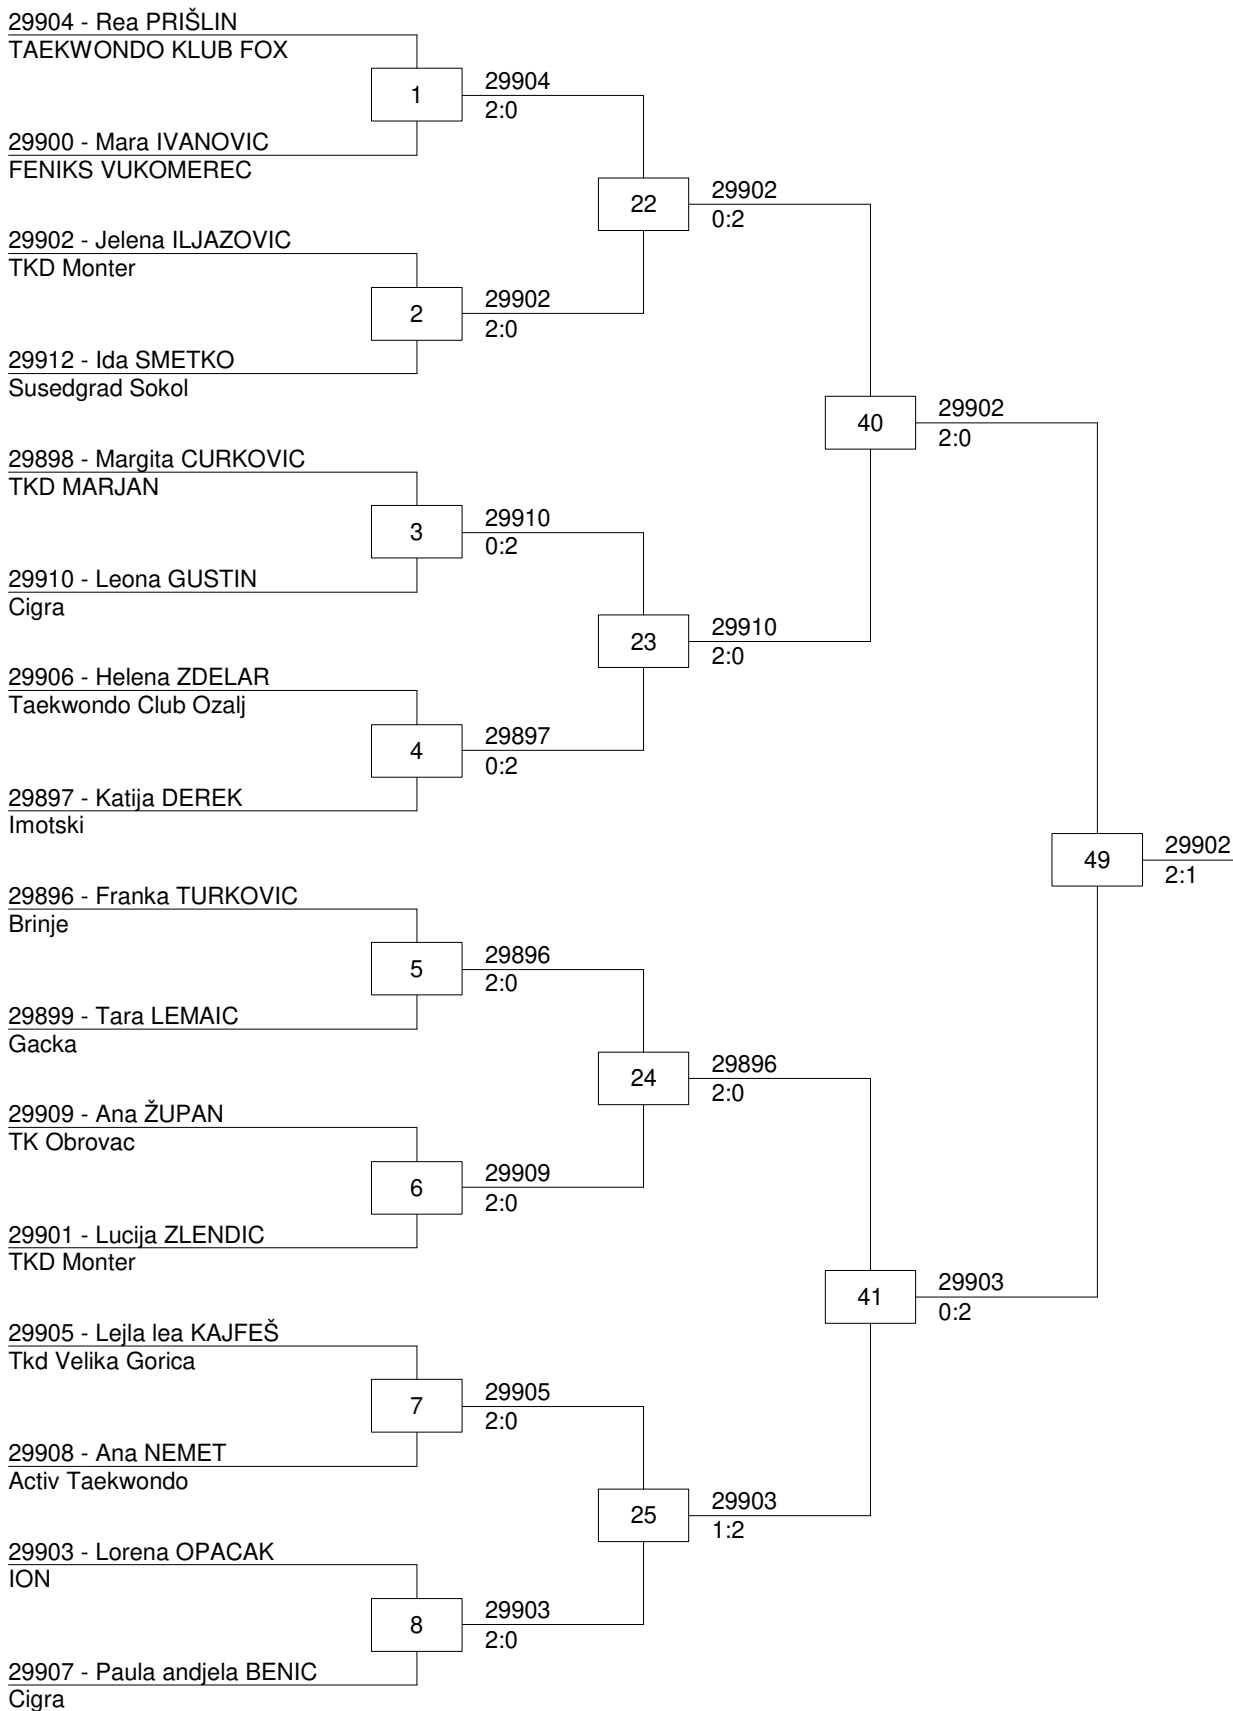 29904 - Rea PRIŠLIN
TAEKWONDO KLUB FOX
1
29904
2:0
29900 - Mara IVANOVIC
FENIKS VUKOMEREC
22
29902
0:2
29902 - Jelena ILJAZOVIC
TKD Monter
2
29902
2:0
29912 - Ida SMETKO
Susedgrad Sokol
40
29902
2:0
29898 - Margita CURKOVIC
TKD MARJAN
3
29910
0:2
29910 - Leona GUSTIN
Cigra
23
29910
2:0
29906 - Helena ZDELAR
Taekwondo Club Ozalj
4
29897
0:2
29897 - Katija DEREK
Imotski
49
29902
2:1
29896 - Franka TURKOVIC
Brinje
5
29896
2:0
29899 - Tara LEMAIC
Gacka
24
29896
2:0
29909 - Ana ŽUPAN
TK Obrovac
6
29909
2:0
29901 - Lucija ZLENDIC
TKD Monter
41
29903
0:2
29905 - Lejla lea KAJFEŠ
Tkd Velika Gorica
7
29905
2:0
29908 - Ana NEMET
Activ Taekwondo
25
29903
1:2
29903 - Lorena OPACAK
ION
8
29903
2:0
29907 - Paula andjela BENIC
Cigra